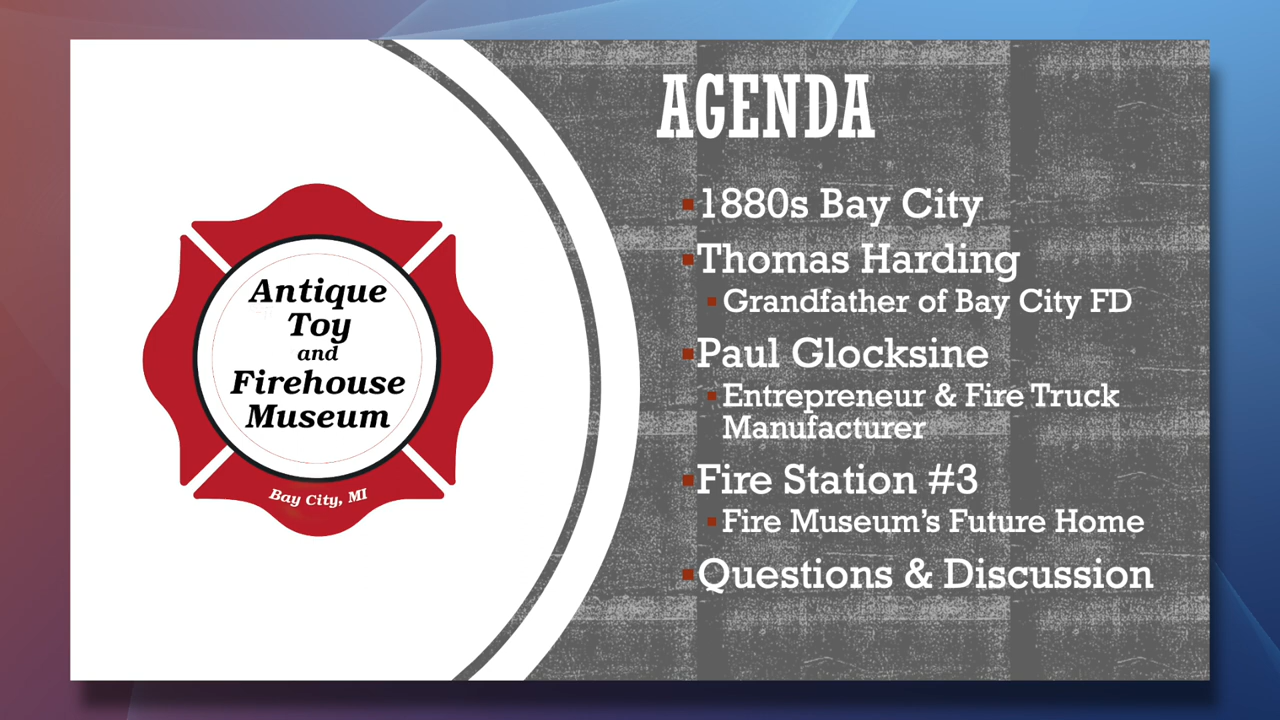 Antique
Toy
and
Firehouse
Museum
Bay City, MI
AGENDA
1880s Bay City
Thomas Harding
Grandfather of Bay City FD
Paul Glocksine
Entrepreneur & Fire Truck
Manufacturer
Fire Station #3
Fire Museum's Future Home
Questions & Discussion